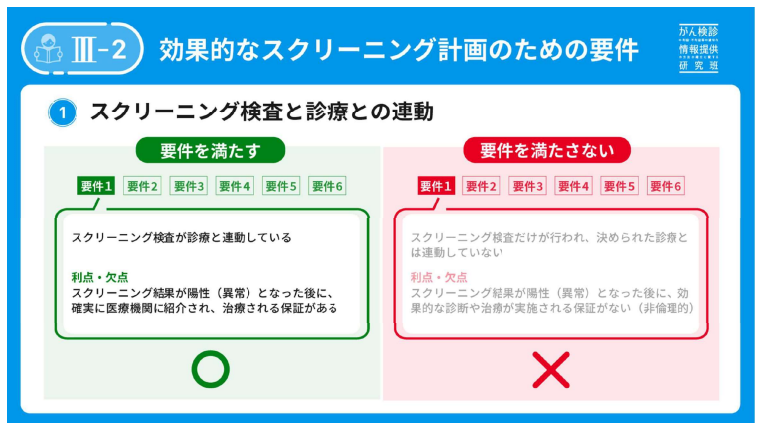 Ⅲ-2
効果的なスクリーニング計画のための要件
がん検診
情報提供
研究班
1 スクリーニング検査と診療との連動
要件を満たす
要件1 要件2 要件3 要件4 要件5 要件6
スクリーニング検査が診療と連動している
利点・欠点
スクリーニング結果が陽性（異常）となった後に、
確実に医療機関に紹介され、治療される保証がある
要件を満たさない
要件1 要件2 要件3 要件4 要件5 要件6
スクリーニング検査だけが行われ、決められた診療と
は連動していない
利点・欠点
スクリーニング結果が陽性（異常）となった後に、効
果的な診断や治療が実施される保証がない（非倫理的）